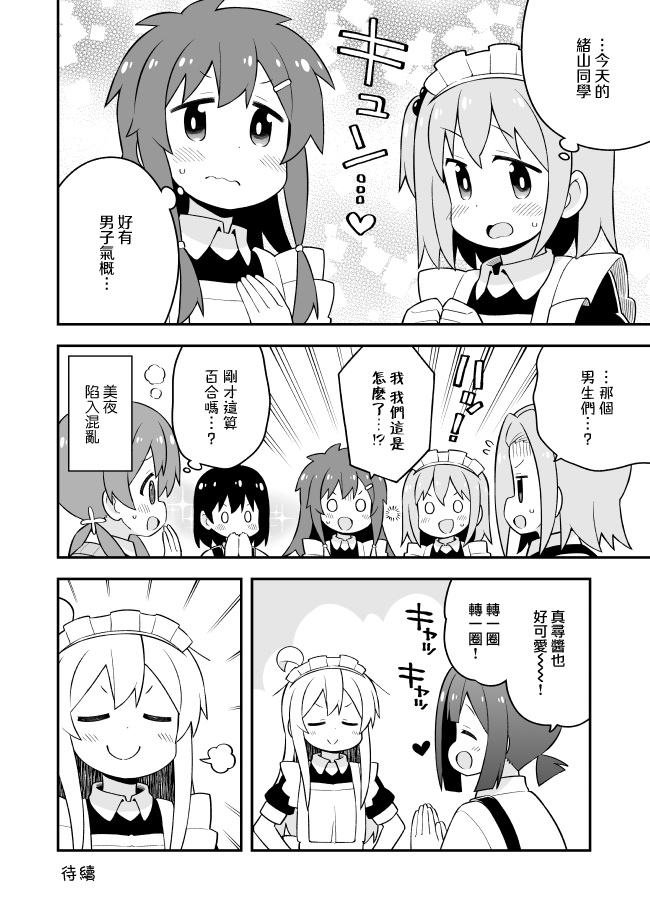 …今天的
緒山同學
キューン…♡
好有
男子氣概…
…那個
男生們…?
ハッ!
我 我們這是
怎麼了…!?
剛才這算
百合嗎…?
美夜
陷入混亂
真尋醬也
好可愛~~!
轉一圈
轉一圈!
キャッ
キャッ
待續